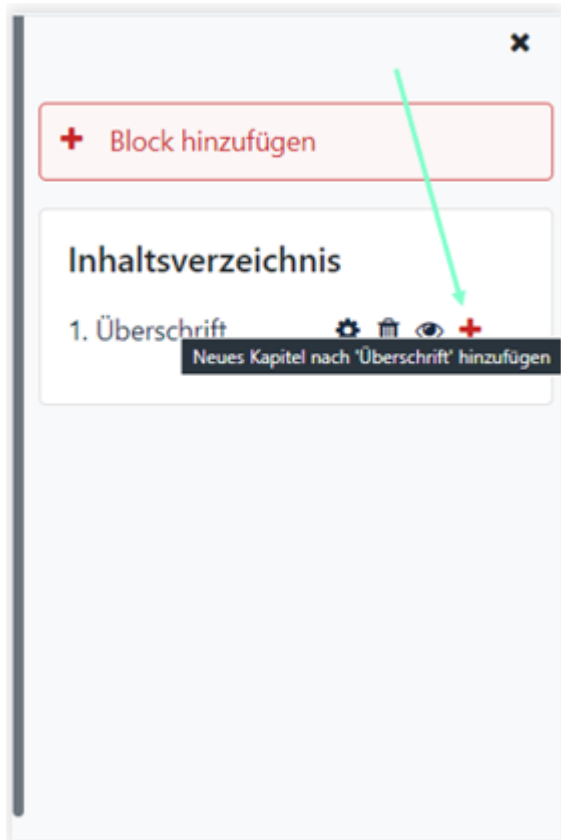 Block hinzufügen
Inhaltsverzeichnis
1. Überschrift
Neues Kapitel nach 'Überschrift' hinzufügen